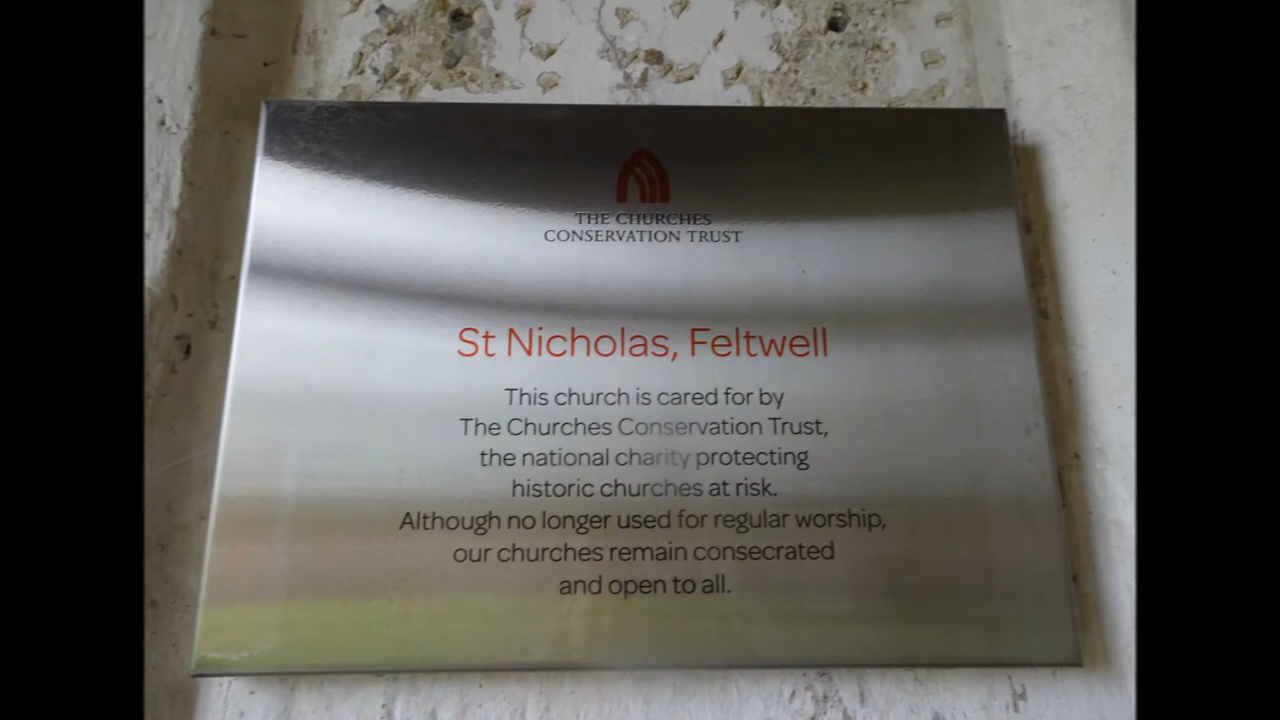 THE CHURCHES
CONSERVATION TRUST
St Nicholas, Feltwell
This church is cared for by
The Churches Conservation Trust,
the national charity protecting
historic churches at risk.
Although no longer used for regular worship,
our churches remain consecrated
and open to all.